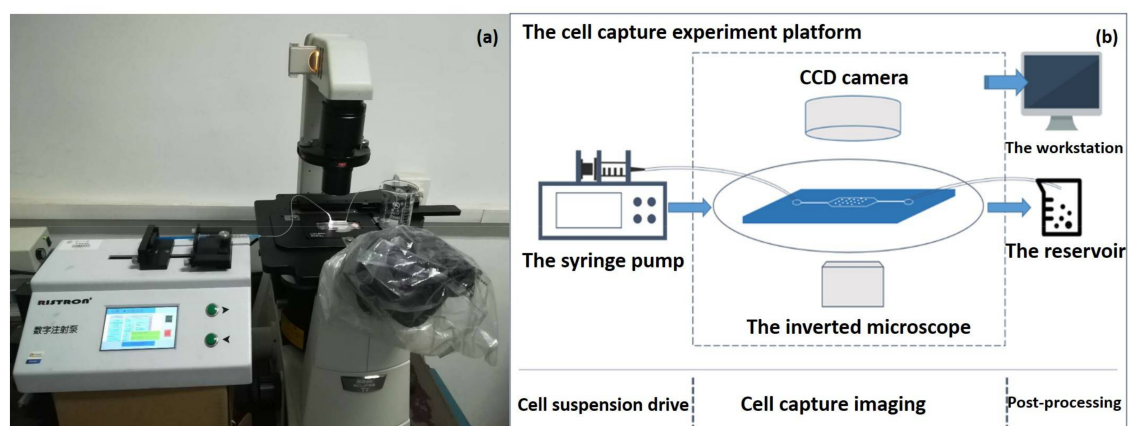 (a)
RISTRON
数字注射泵
The cell capture experiment platform
(b)
CCD camera
The workstation
The syringe pump
The reservoir
The inverted microscope
Cell suspension drive
Cell capture imaging
Post-processing